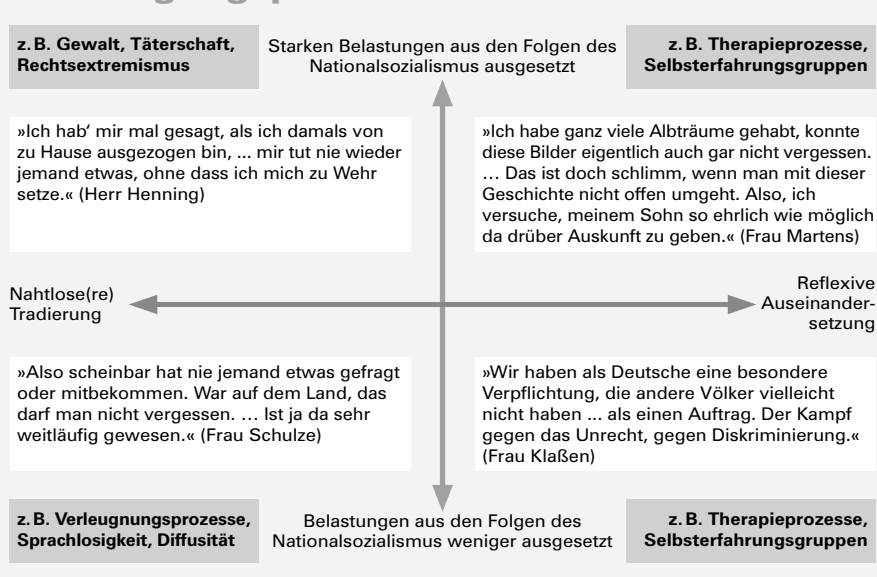 z. B. Gewalt, Täterschaft,
Rechtsextremismus
Starken Belastungen aus den Folgen des
Nationalsozialismus ausgesetzt
z. B. Therapieprozesse,
Selbsterfahrungsgruppen
»Ich hab’ mir mal gesagt, als ich damals von
zu Hause ausgezogen bin, ... mir tut nie wieder
jemand etwas, ohne dass ich mich zu Wehr
setze.« (Herr Henning)
»Ich habe ganz viele Albträume gehabt, konnte
diese Bilder eigentlich auch gar nicht vergessen.
… Das ist doch schlimm, wenn man mit dieser
Geschichte nicht offen umgeht. Also, ich
versuche, meinem Sohn so ehrlich wie möglich
da drüber Auskunft zu geben.« (Frau Martens)
Nahtlose(re)
Tradierung
Reflexive
Auseinander-
setzung
»Also scheinbar hat nie jemand etwas gefragt
oder mitbekommen. War auf dem Land, das
darf man nicht vergessen. … Ist ja da sehr
weitläufig gewesen.« (Frau Schulze)
»Wir haben als Deutsche eine besondere
Verpflichtung, die andere Völker vielleicht
nicht haben ... als einen Auftrag. Der Kampf
gegen das Unrecht, gegen Diskriminierung.«
(Frau Klaßen)
z. B. Verleugnungsprozesse,
Sprachlosigkeit, Diffusität
Belastungen aus den Folgen des
Nationalsozialismus weniger ausgesetzt
z. B. Therapieprozesse,
Selbsterfahrungsgruppen